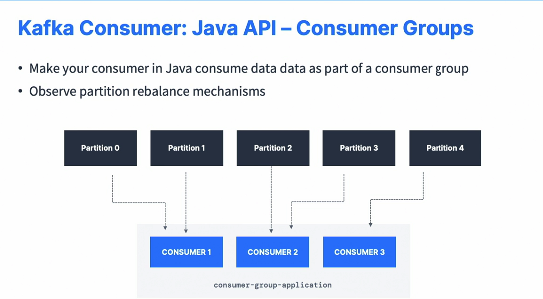 Kafka Consumer: Java API – Consumer Groups
• Make your consumer in Java consume data data as part of a consumer group
• Observe partition rebalance mechanisms
Partition 0 Partition 1 Partition 2 Partition 3 Partition 4
CONSUMER 1 CONSUMER 2 CONSUMER 3
consumer-group-application